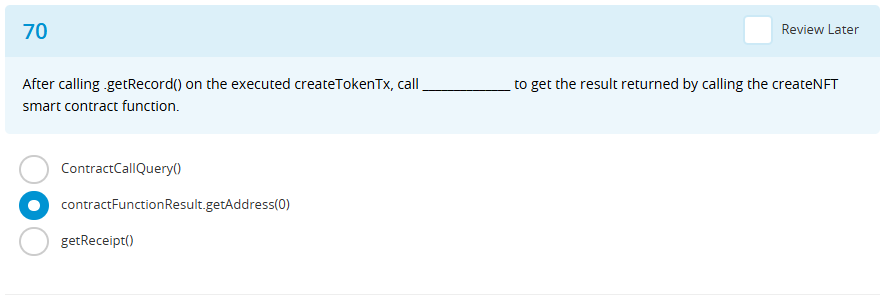 70
Review Later
After calling .getRecord() on the executed createTokenTx, call _____________ to get the result returned by calling the createNFT
smart contract function.
ContractCallQuery()
contractFunctionResult.getAddress(0)
getReceipt()